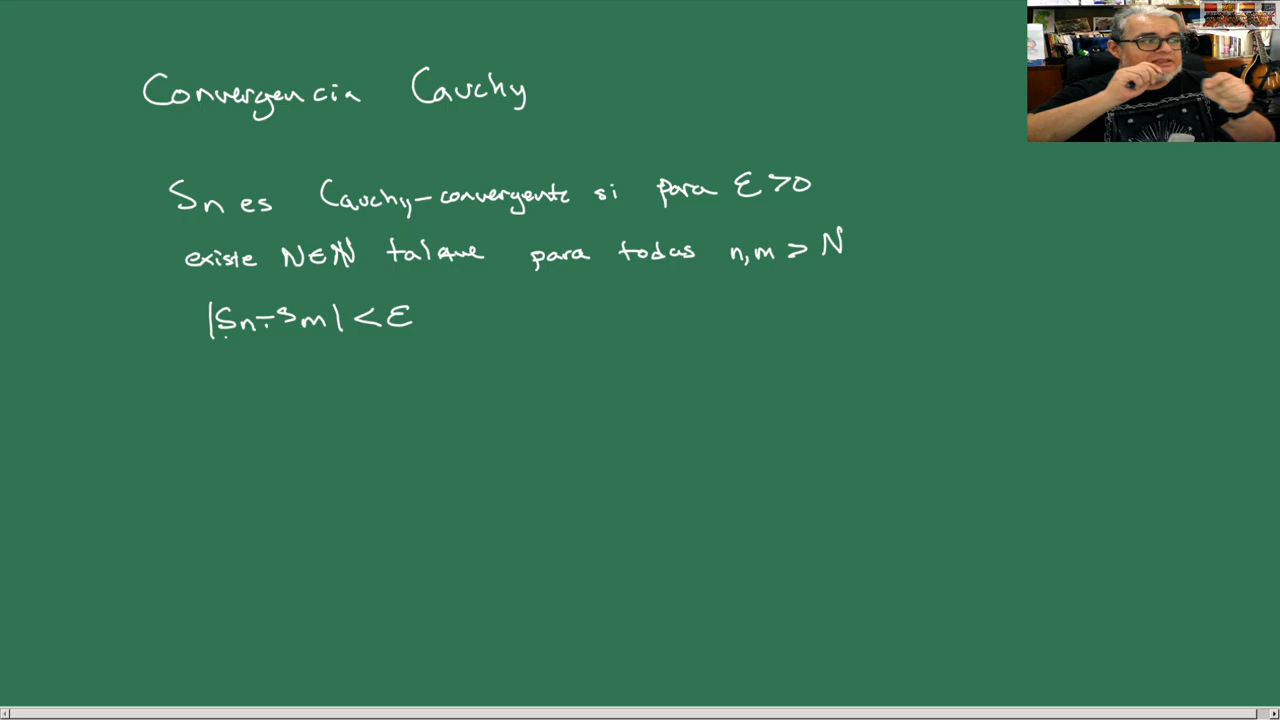 Convergencia Cauchy
Sn es Cauchy-convergente si para ε>0
existe N∈ℕ tal que para todas n,m > N
|Sn-Sm| < ε